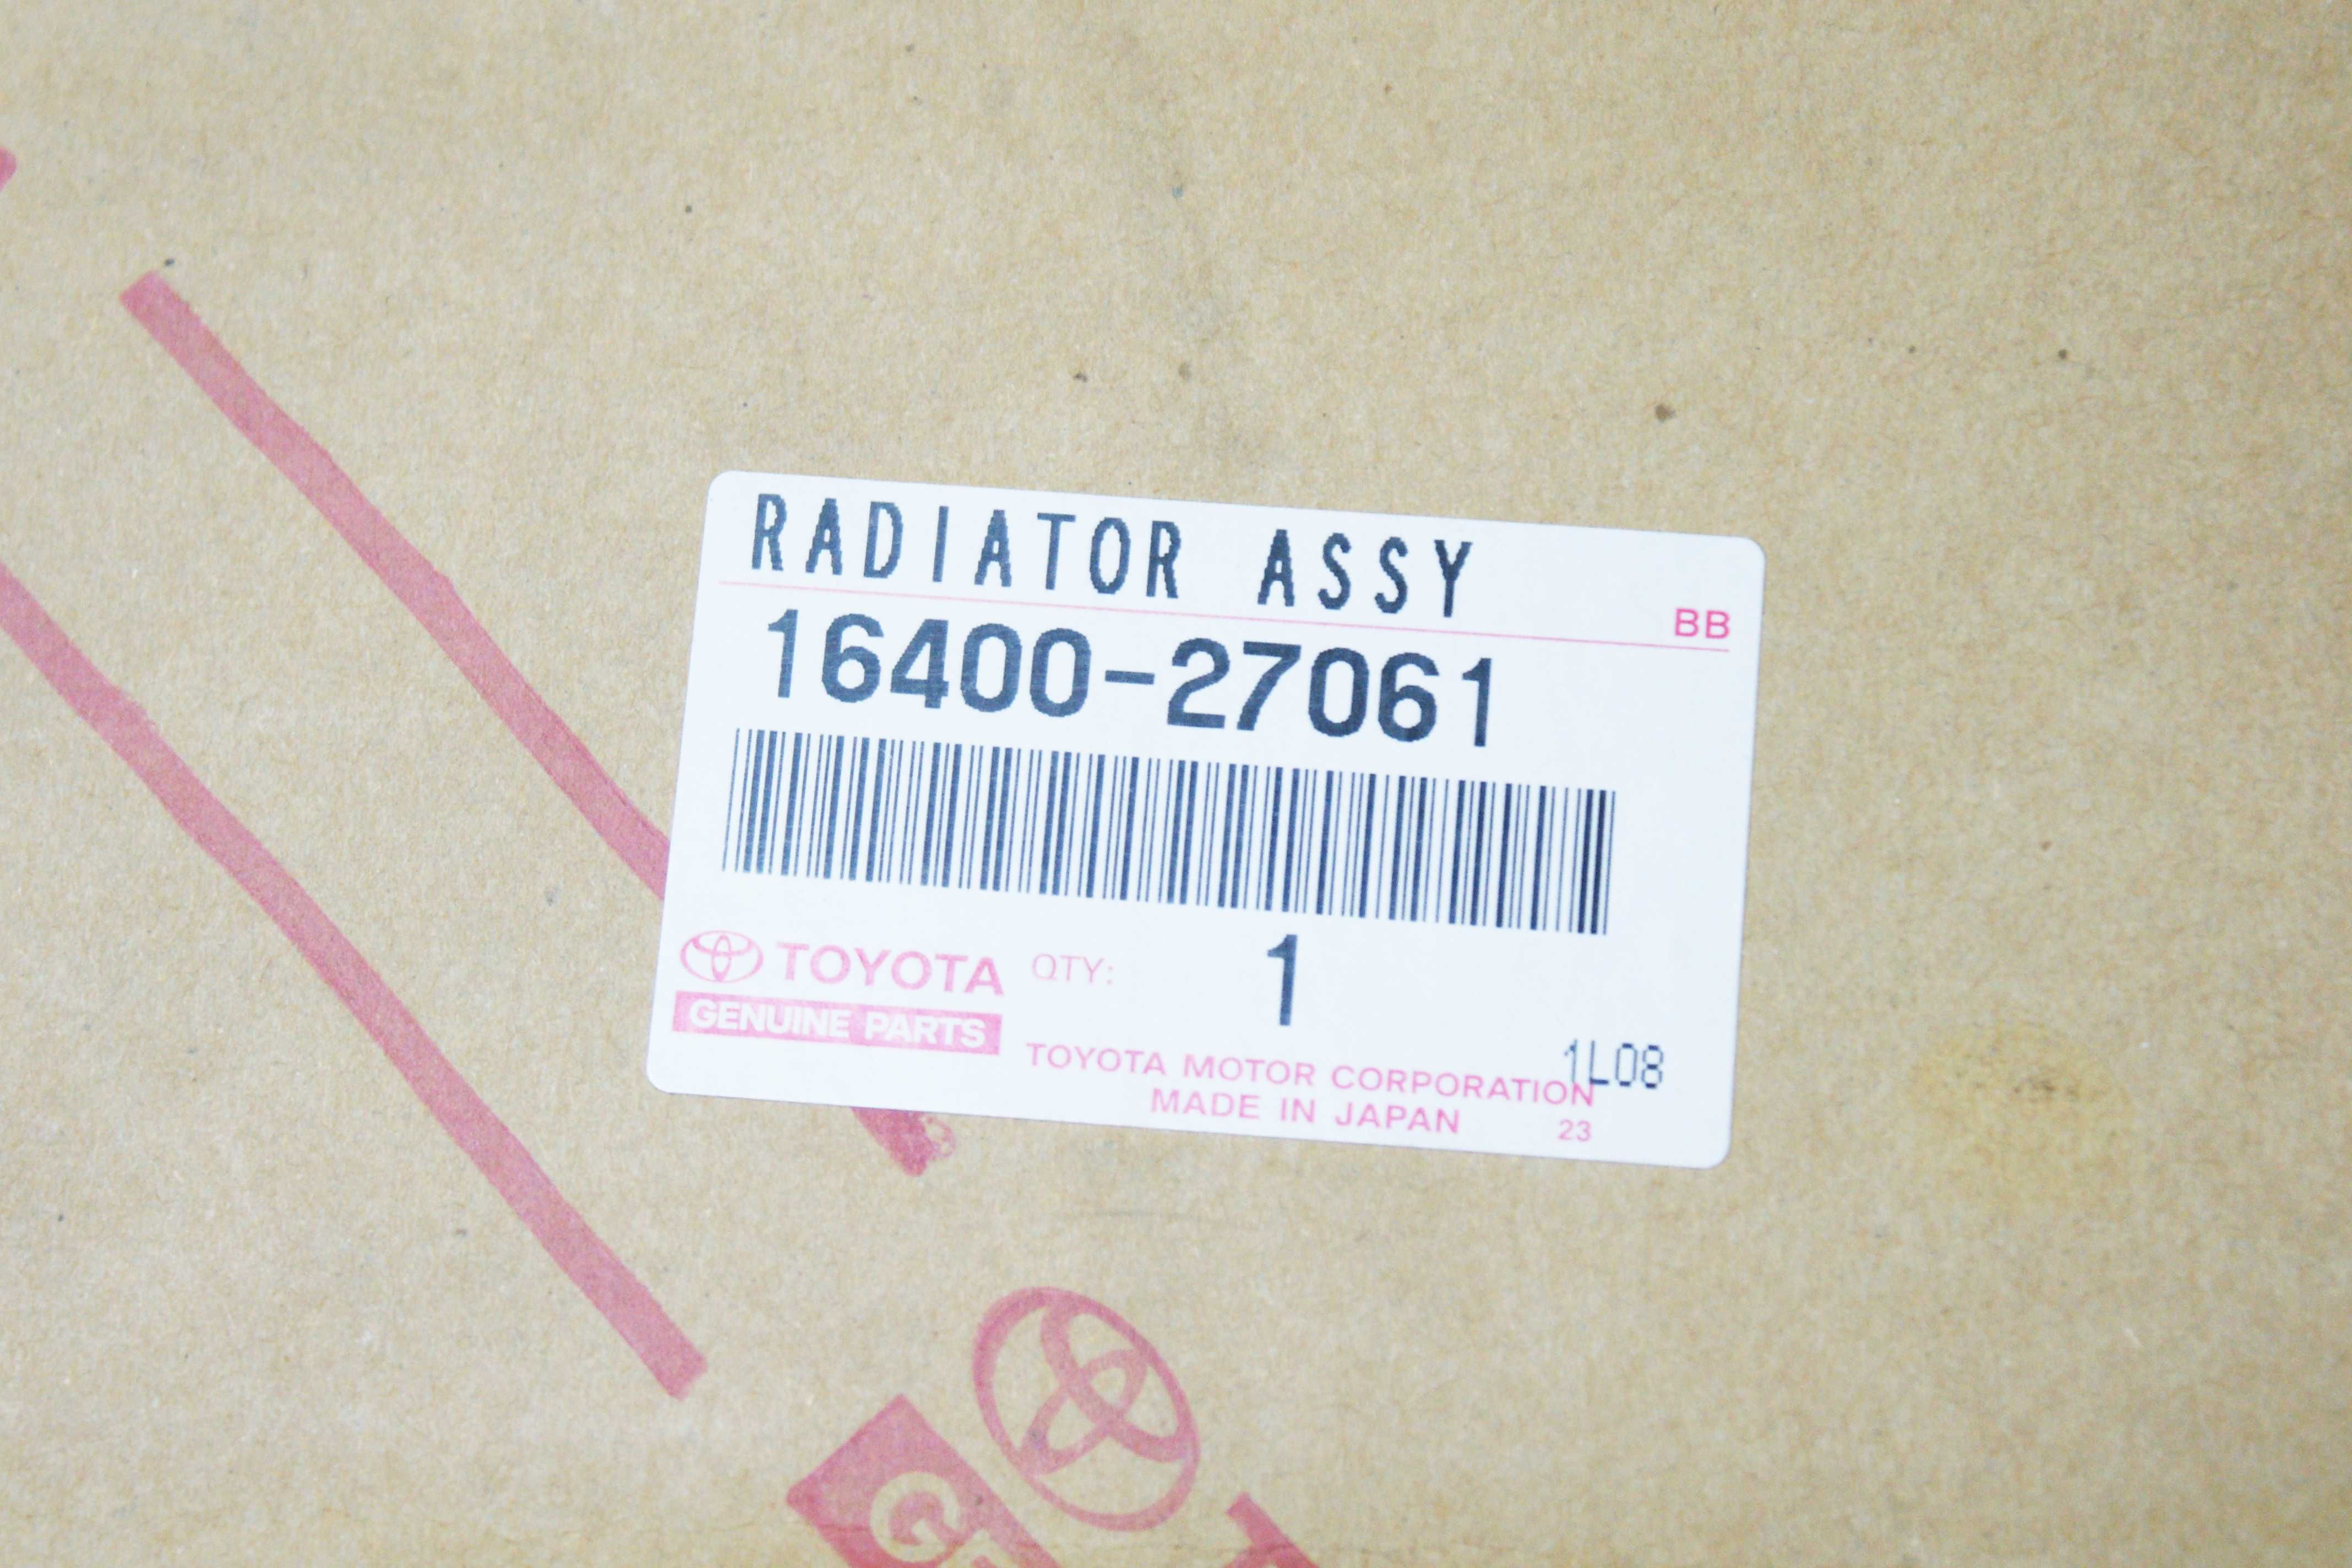 RADIATOR ASSY
BB
16400-27061
TOYOTA
QTY:
1
GENUINE PARTS
1L08
TOYOTA MOTOR CORPORATION
MADE IN JAPAN
23